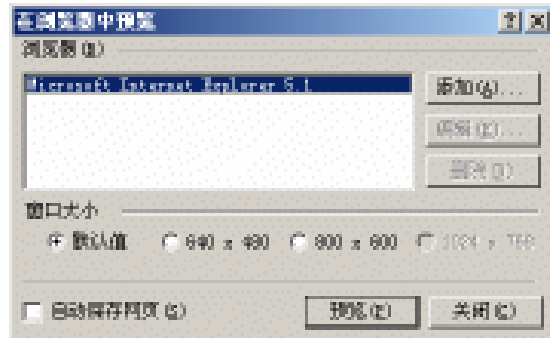 在浏览器中预览
浏览器(B)
Microsoft Internet Explorer 5.1
添加(A)...
编辑(E)...
删除(D)
窗口大小
默认值 640 x 480 800 x 600 1024 x 768
自动保存网页(S) 预览(P) 关闭(C)